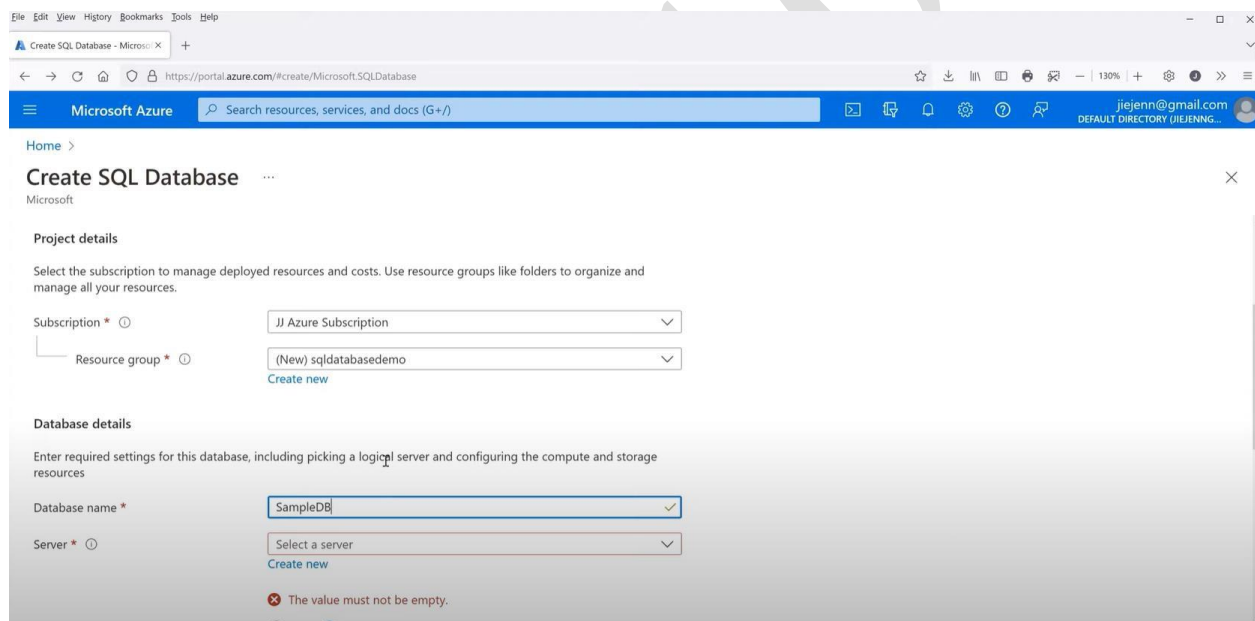 File Edit View History Bookmarks Tools Help
Create SQL Database - Microsof
https://portal.azure.com/#create/Microsoft.SQLDatabase
130%
Microsoft Azure
Search resources, services, and docs (G+/)
jiejenn@gmail.com
DEFAULT DIRECTORY (JIEJENNG...
Home >
Create SQL Database ...
Microsoft
Project details
Select the subscription to manage deployed resources and costs. Use resource groups like folders to organize and
manage all your resources.
Subscription *
JJ Azure Subscription
Resource group *
(New) sqldatabasedemo
Create new
Database details
Enter required settings for this database, including picking a logical server and configuring the compute and storage
resources
Database name *
SampleDB
Server *
Select a server
Create new
The value must not be empty.